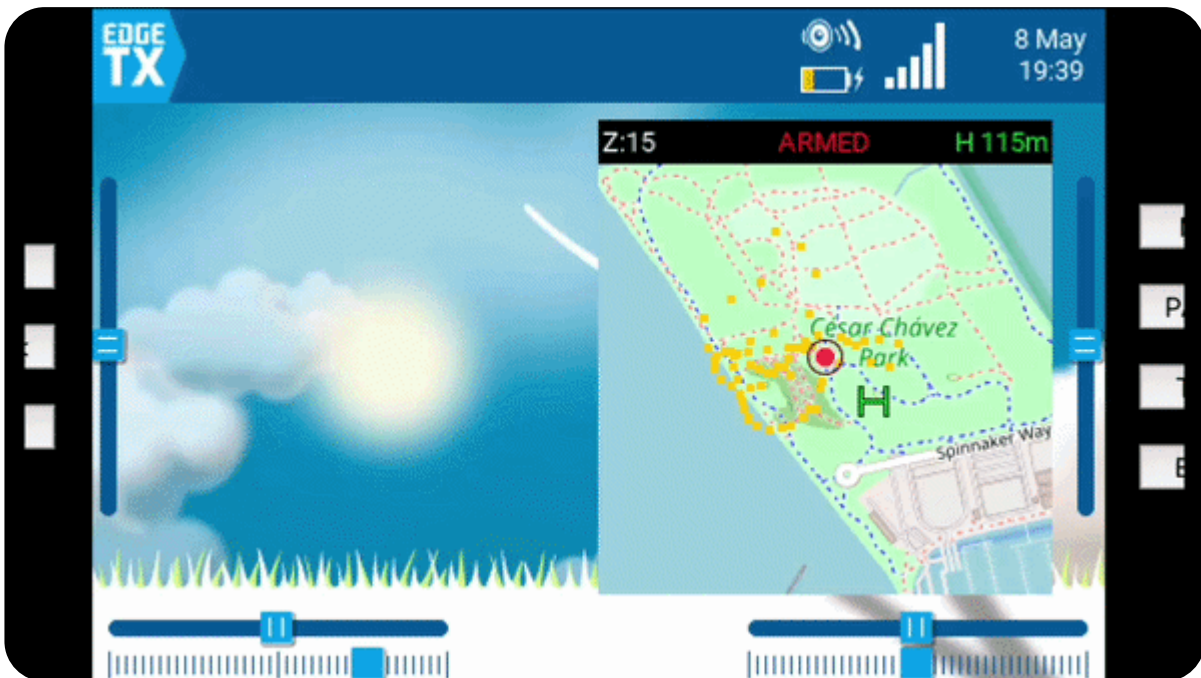 EDGE
TX
8 May
19:39
Z:15 ARMED H 115m
César Chávez
Park
H
Spinnaker Way